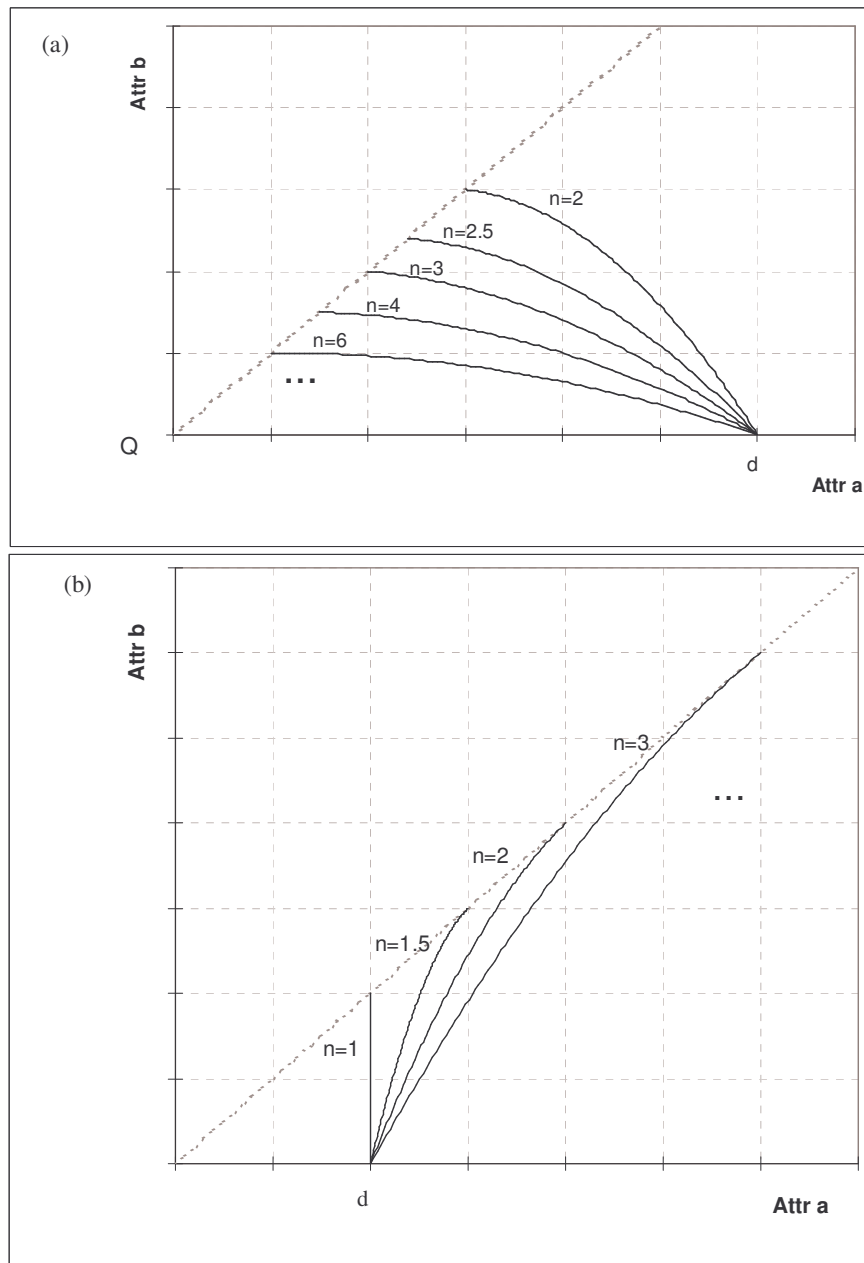 (a)
Attr b
n=2
n=2.5
n=3
n=4
n=6
...
Q
d
Attr a
(b)
Attr b
n=3
...
n=2
n=1.5
n=1
d
Attr a